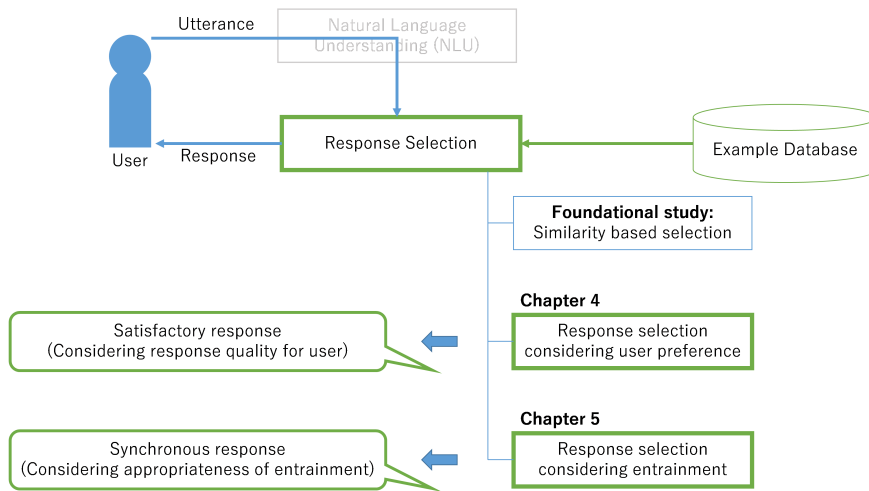 Utterance
Natural Language
Understanding (NLU)
Response Selection
Example Database
User
Response
Foundational study:
Similarity based selection
Chapter 4
Satisfactory response
(Considering response quality for user)
Response selection
considering user preference
Chapter 5
Synchronous response
(Considering appropriateness of entrainment)
Response selection
considering entrainment